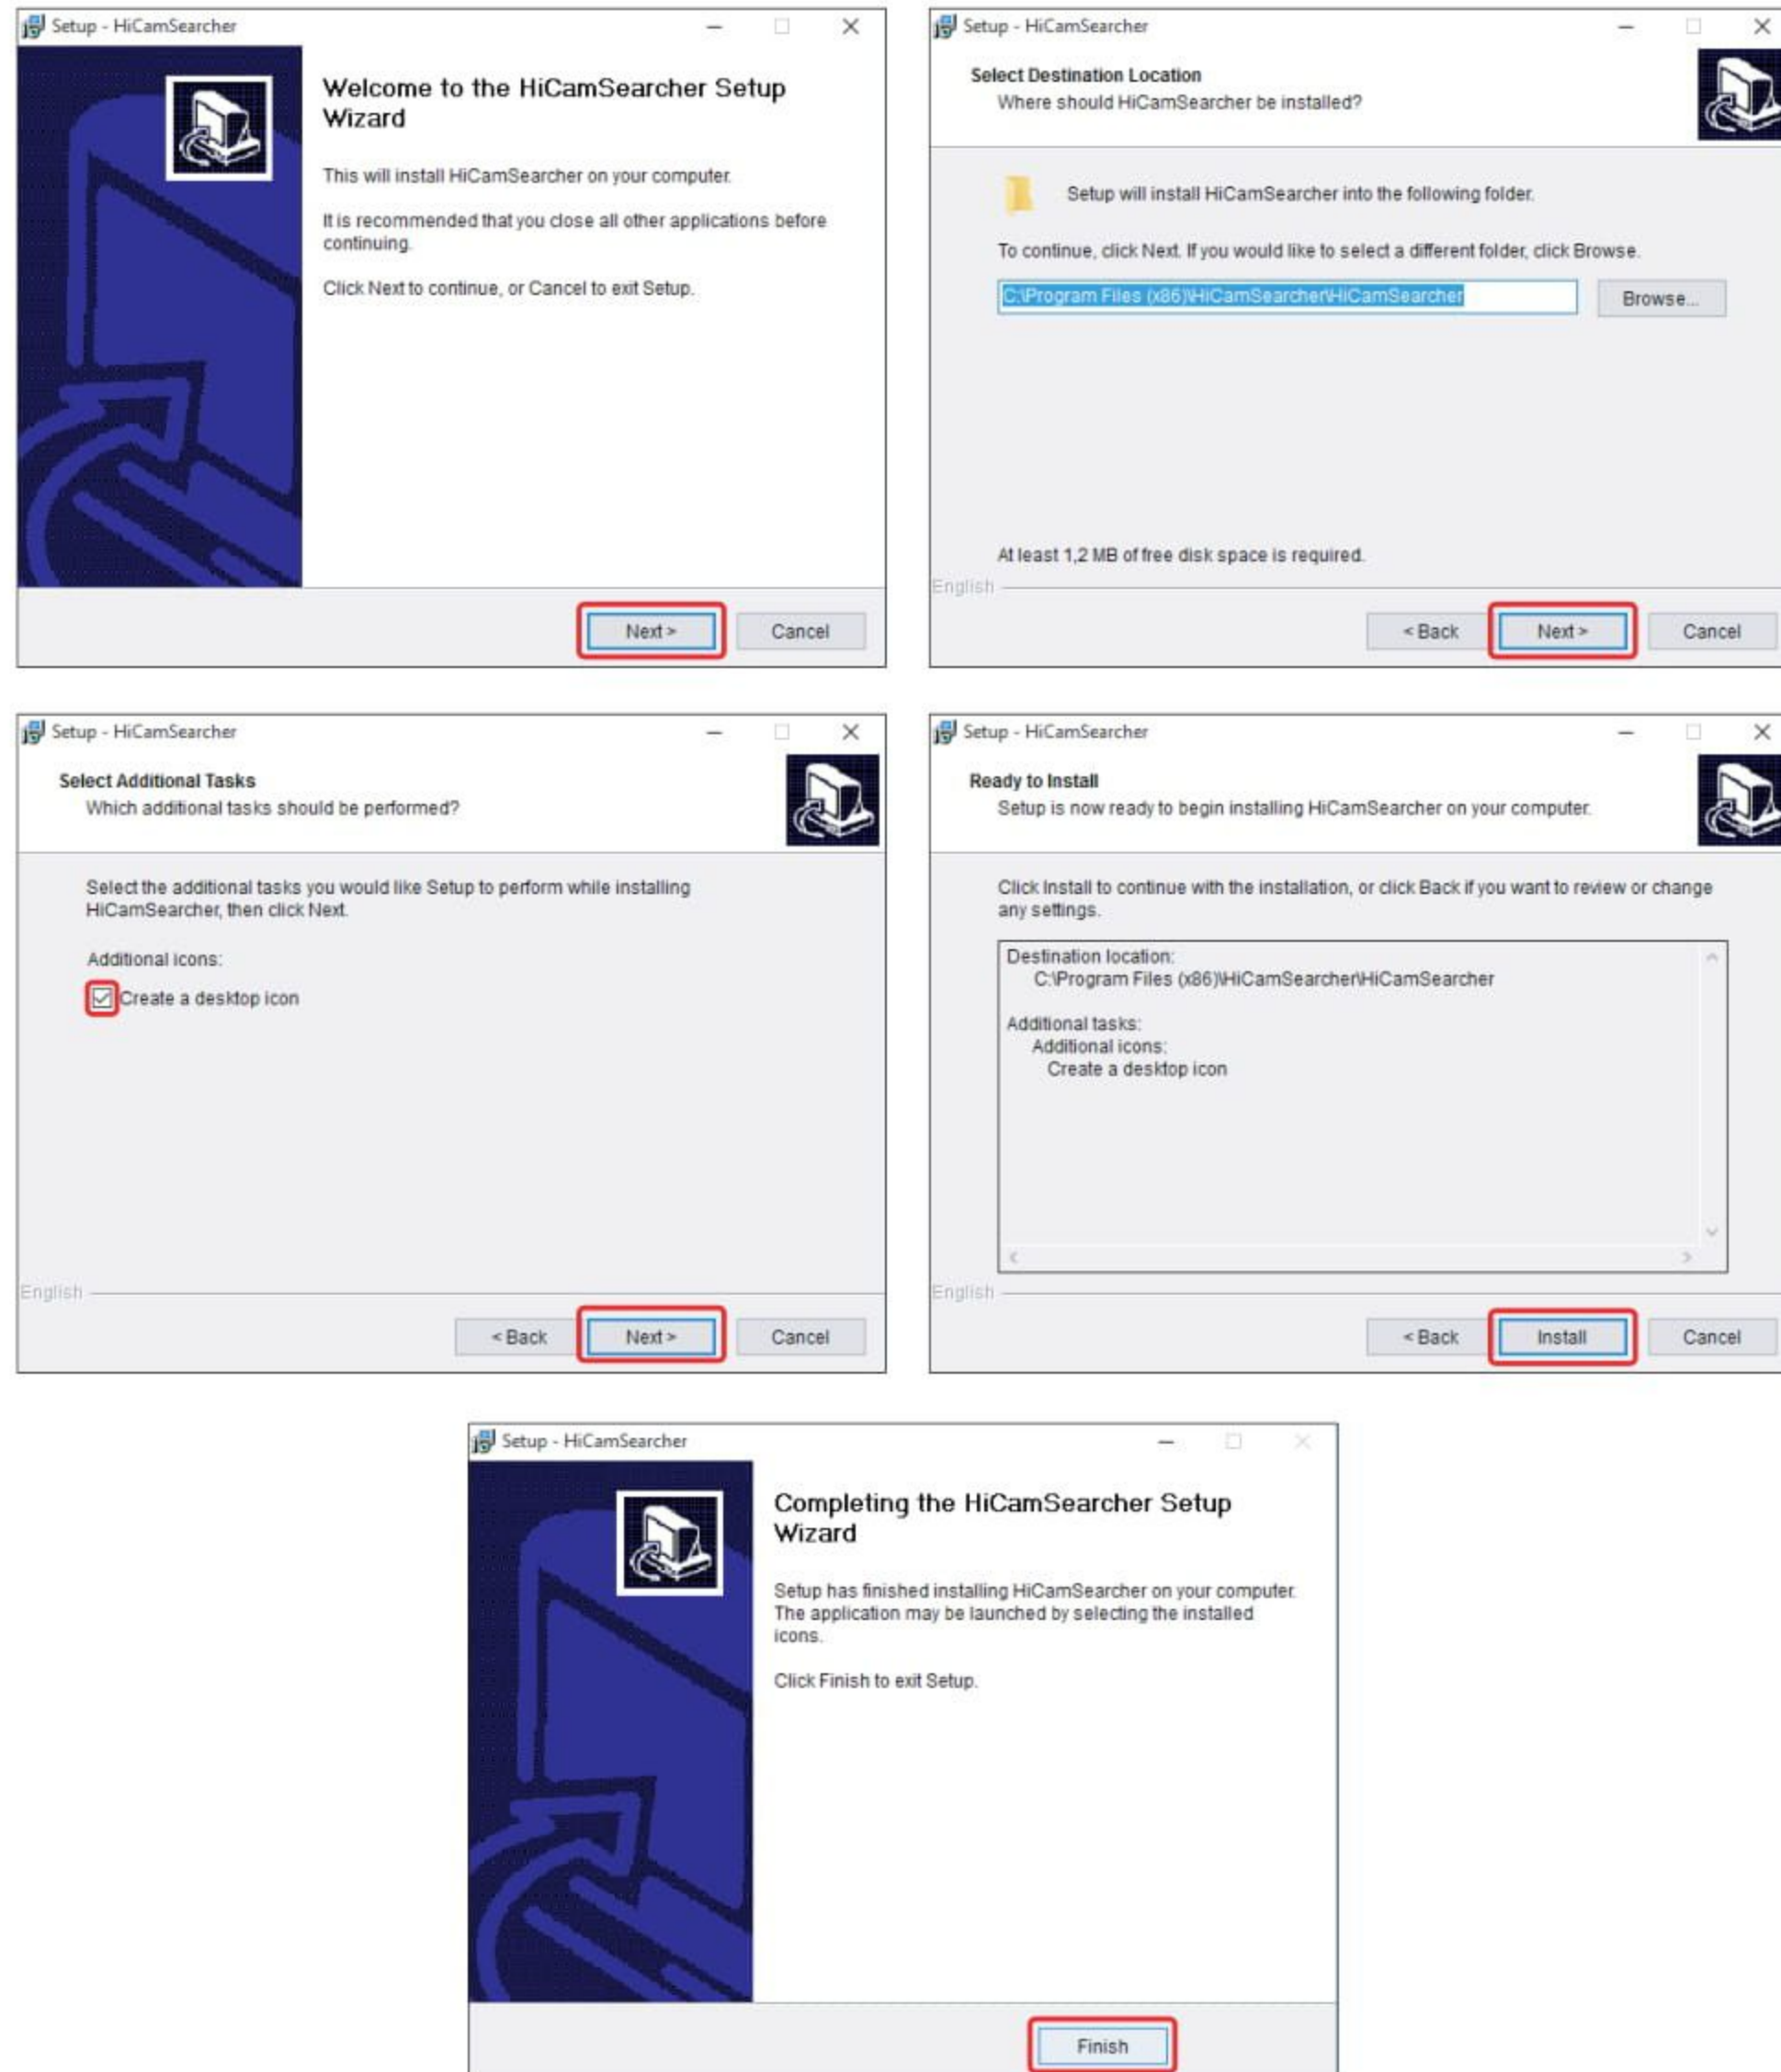 Setup - HiCamSearcher
Welcome to the HiCamSearcher Setup
Wizard
This will install HiCamSearcher on your computer.
It is recommended that you close all other applications before
continuing.
Click Next to continue, or Cancel to exit Setup.
Next >
Cancel
Setup - HiCamSearcher
Select Destination Location
Where should HiCamSearcher be installed?
Setup will install HiCamSearcher into the following folder.
To continue, click Next. If you would like to select a different folder, click Browse.
C:\Program Files (x86)\HiCamSearcher\HiCamSearcher
Browse...
At least 1,2 MB of free disk space is required.
English
< Back
Next >
Cancel
Setup - HiCamSearcher
Select Additional Tasks
Which additional tasks should be performed?
Select the additional tasks you would like Setup to perform while installing
HiCamSearcher, then click Next.
Additional icons:
Create a desktop icon
English
< Back
Next >
Cancel
Setup - HiCamSearcher
Ready to Install
Setup is now ready to begin installing HiCamSearcher on your computer.
Click Install to continue with the installation, or click Back if you want to review or change
any settings.
Destination location:
C:\Program Files (x86)\HiCamSearcher\HiCamSearcher
Additional tasks:
Additional icons:
Create a desktop icon
English
< Back
Install
Cancel
Setup - HiCamSearcher
Completing the HiCamSearcher Setup
Wizard
Setup has finished installing HiCamSearcher on your computer.
The application may be launched by selecting the installed
icons.
Click Finish to exit Setup.
Finish